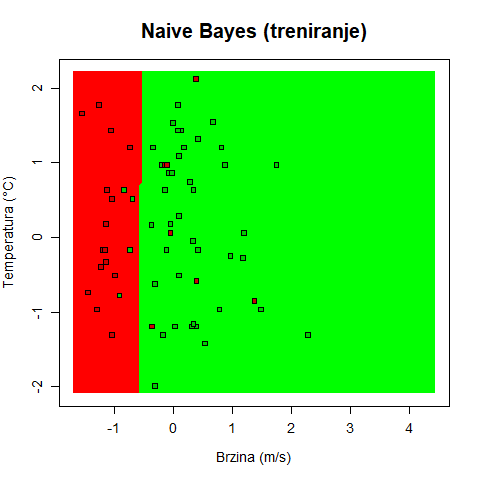 Naive Bayes (treniranje)
Temperatura (°C)
2
1
0
-1
-2
-1 0 1 2 3 4
Brzina (m/s)